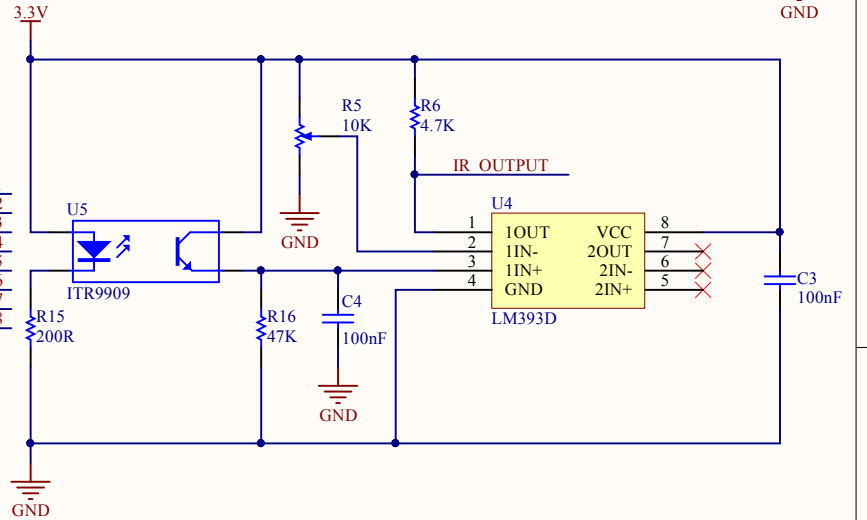 3.3V
GND
R5
10K
R6
4.7K
IR_OUTPUT
U5
ITR9909
GND
U4
1 1OUT VCC 8
2 1IN- 2OUT 7
3 1IN+ 2IN- 6
4 GND 2IN+ 5
LM393D
C3
100nF
R15
200R
R16
47K
C4
100nF
GND
GND